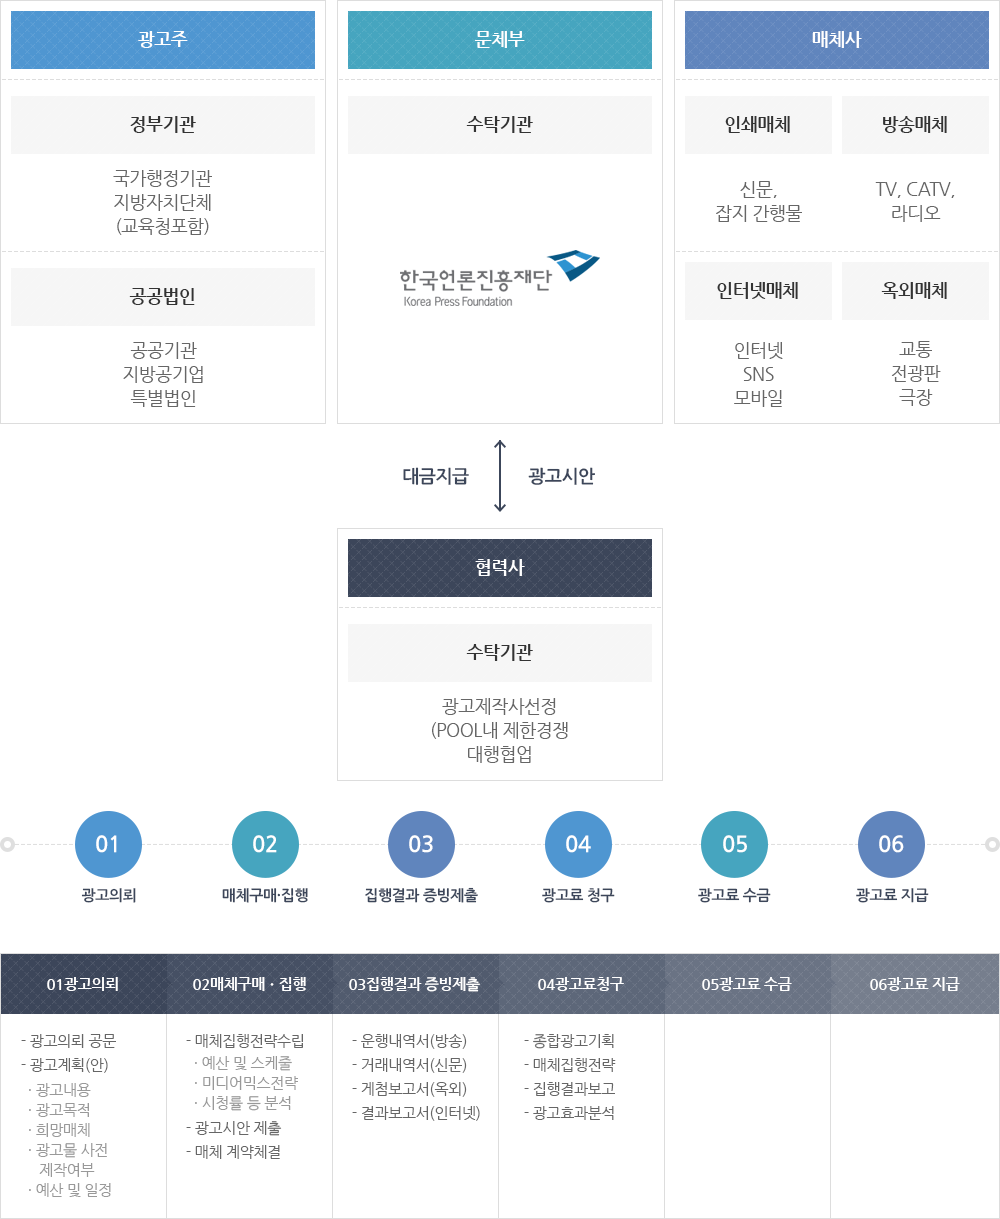 광고주
정부기관
국가행정기관
지방자치단체
(교육청포함)
공공법인
공공기관
지방공기업
특별법인
문체부
수탁기관
한국언론진흥재단
Korea Press Foundation
매체사
인쇄매체
신문,
잡지 간행물
방송매체
TV, CATV,
라디오
인터넷매체
인터넷
SNS
모바일
옥외매체
교통
전광판
극장
대금지급
광고시안
협력사
수탁기관
광고제작사선정
(POOL내 제한경쟁
대행협업
01
광고의뢰
02
매체구매·집행
03
집행결과 증빙제출
04
광고료 청구
05
광고료 수금
06
광고료 지급
01광고의뢰
- 광고의뢰 공문
- 광고계획(안)
· 광고내용
· 광고목적
· 희망매체
· 광고물 사전
제작여부
· 예산 및 일정
02매체구매 · 집행
- 매체집행전략수립
· 예산 및 스케줄
· 미디어믹스전략
· 시청률 등 분석
- 광고시안 제출
- 매체 계약체결
03집행결과 증빙제출
- 운행내역서(방송)
- 거래내역서(신문)
- 게첨보고서(옥외)
- 결과보고서(인터넷)
04광고료청구
- 종합광고기획
- 매체집행전략
- 집행결과보고
- 광고효과분석
05광고료 수금
06광고료 지급